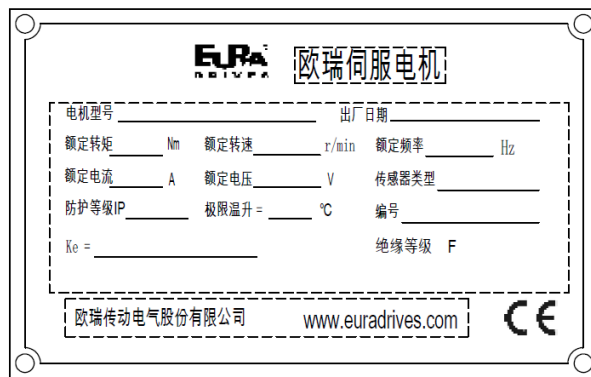 EURA DRIVES 欧瑞伺服电机
电机型号 出厂日期
额定转矩 Nm 额定转速 r/min 额定频率 Hz
额定电流 A 额定电压 V 传感器类型
防护等级IP 极限温升= ℃ 编号
Ke = 绝缘等级 F
欧瑞传动电气股份有限公司 www.euradrives.com CE